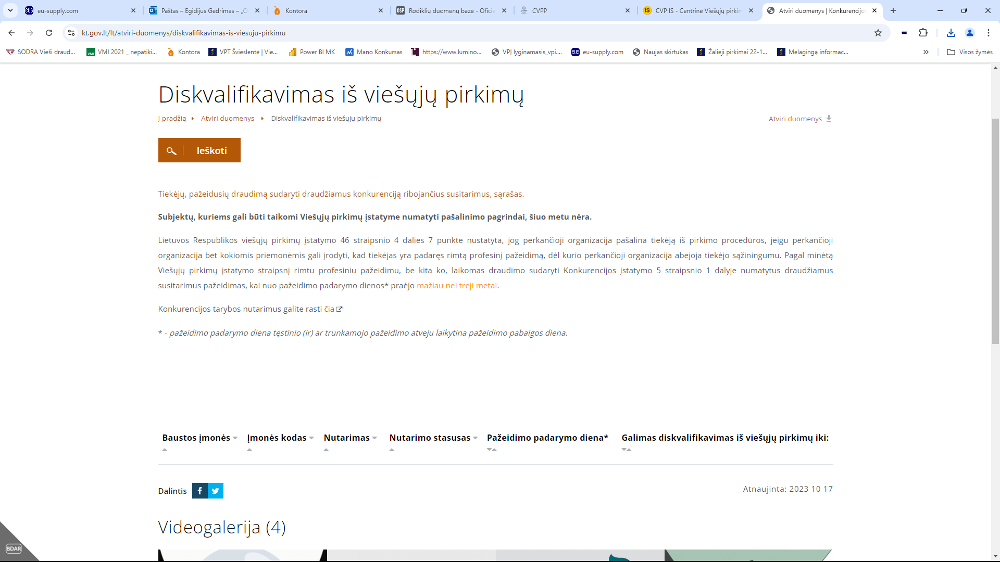 eu-supply.com
Paštas – Egidijus Gedrimas – „O
Kontora
Rodiklių duomenų bazė - Oficia
CVPP
CVP IS - Centrinė Viešųjų pirkim
Atviri duomenys | Konkurencijo
kt.gov.lt/lt/atviri-duomenys/diskvalifikavimas-is-viesuju-pirkimu
SODRA Vieši draud...
VMI 2021 _ nepatiki...
Kontora
VPT Švieslentė | Vie...
Power BI MK
Mano Konkursas
https://www.lumino...
VPĮ lyginamasis_vpi....
eu-supply.com
Naujas skirtukas
Žalieji pirkimai 22-1...
Melagingą informac...
Visos žymės
Diskvalifikavimas iš viešųjų pirkimų
Į pradžią
Atviri duomenys
Diskvalifikavimas iš viešųjų pirkimų
Atviri duomenys
Ieškoti
Tiekėjų, pažeidusių draudimą sudaryti draudžiamus konkurenciją ribojančius susitarimus, sąrašas.
Subjektų, kuriems gali būti taikomi Viešųjų pirkimų įstatyme numatyti pašalinimo pagrindai, šiuo metu nėra.
Lietuvos Respublikos viešųjų pirkimų įstatymo 46 straipsnio 4 dalies 7 punkte nustatyta, jog perkančioji organizacija pašalina tiekėją iš pirkimo procedūros, jeigu perkančioji
organizacija bet kokiomis priemonėmis gali įrodyti, kad tiekėjas yra padaręs rimtą profesinį pažeidimą, dėl kurio perkančioji organizacija abejoja tiekėjo sąžiningumu. Pagal minėtą
Viešųjų pirkimų įstatymo straipsnį rimtu profesiniu pažeidimu, be kita ko, laikomas draudimo sudaryti Konkurencijos įstatymo 5 straipsnio 1 dalyje numatytus draudžiamus
susitarimus pažeidimas, kai nuo pažeidimo padarymo dienos* praėjo mažiau nei treji metai.
Konkurencijos tarybos nutarimus galite rasti čia
* - pažeidimo padarymo diena tęstinio (ir) ar trunkamojo pažeidimo atveju laikytina pažeidimo pabaigos diena.
Baustos įmonės
Įmonės kodas
Nutarimas
Nutarimo stasusas
Pažeidimo padarymo diena*
Galimas diskvalifikavimas iš viešųjų pirkimų iki:
Dalintis
Atnaujinta: 2023 10 17
Videogalerija (4)
BDAR